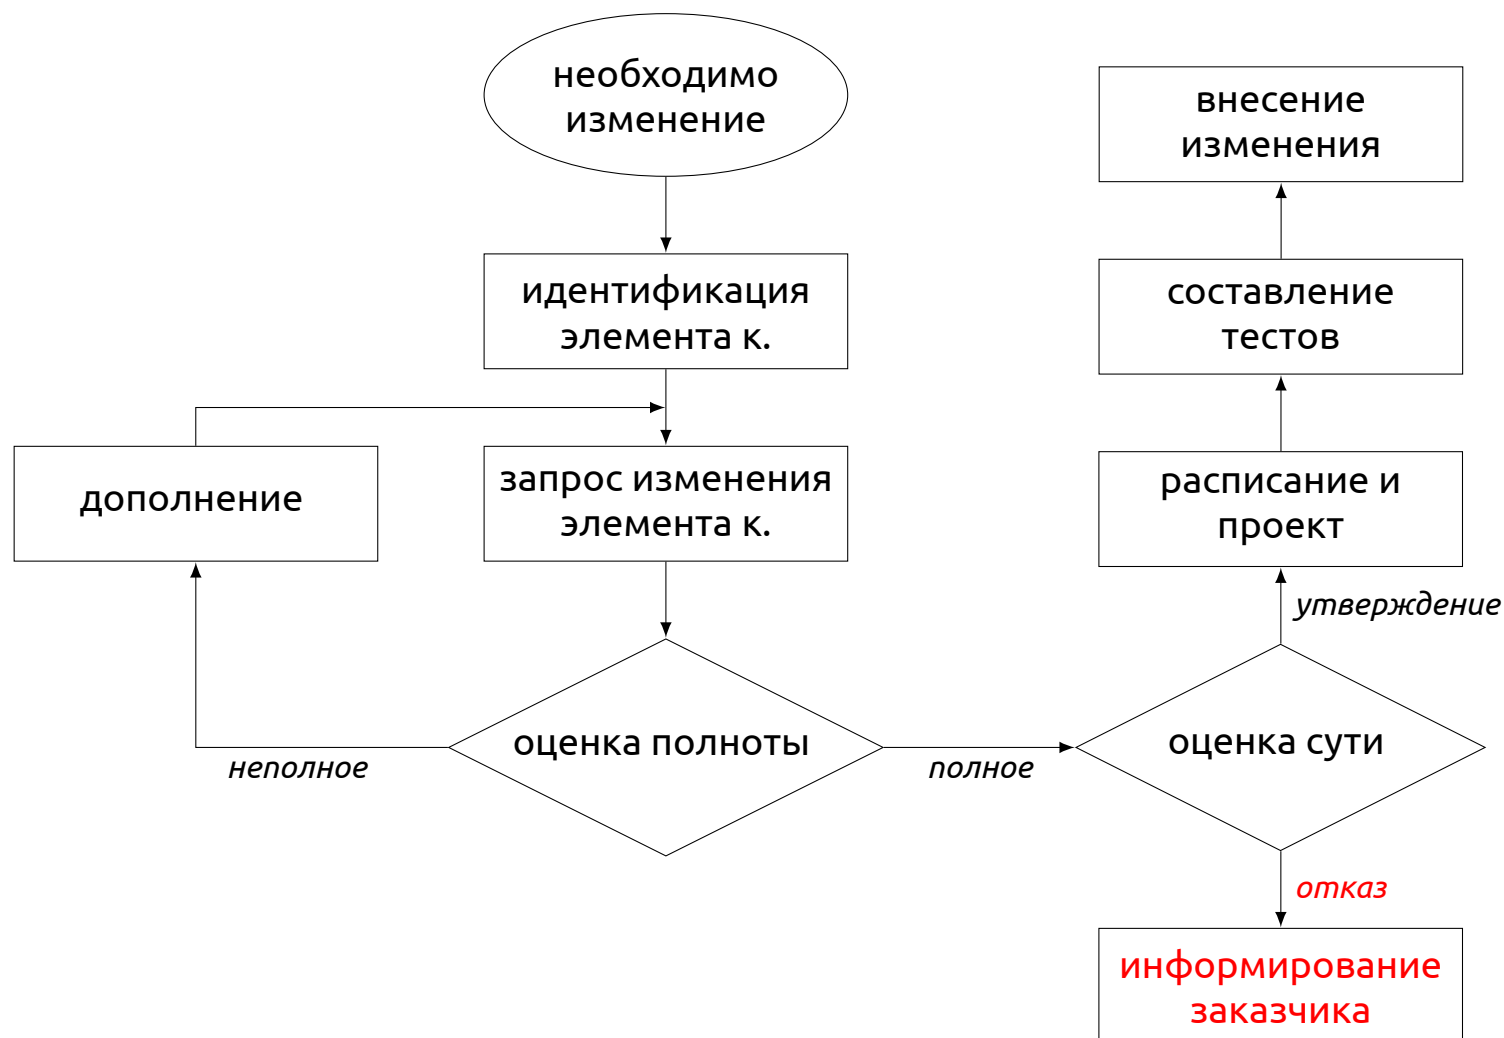 необходимо
изменение
идентификация
элемента к.
дополнение
запрос изменения
элемента к.
оценка полноты
неполное
полное
оценка сути
утверждение
расписание и
проект
составление
тестов
внесение
изменения
отказ
информирование
заказчика